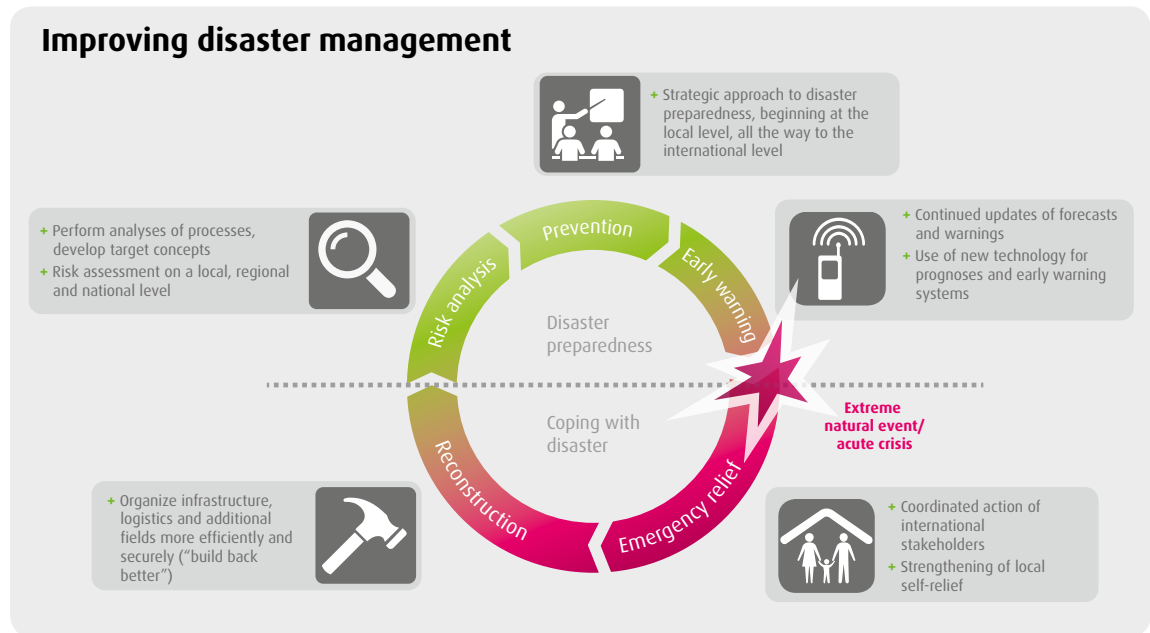 Improving disaster management
+ Strategic approach to disaster
preparedness, beginning at the
local level, all the way to the
international level
+ Perform analyses of processes,
develop target concepts
+ Risk assessment on a local, regional
and national level
+ Continued updates of forecasts
and warnings
+ Use of new technology for
prognoses and early warning
systems
Risk analysis
Prevention
Early warning
Disaster
preparedness
Coping with
disaster
Extreme
natural event/
acute crisis
Reconstruction
Emergency relief
+ Organize infrastructure,
logistics and additional
fields more efficiently and
securely (“build back
better”)
+ Coordinated action of
international
stakeholders
+ Strengthening of local
self-relief